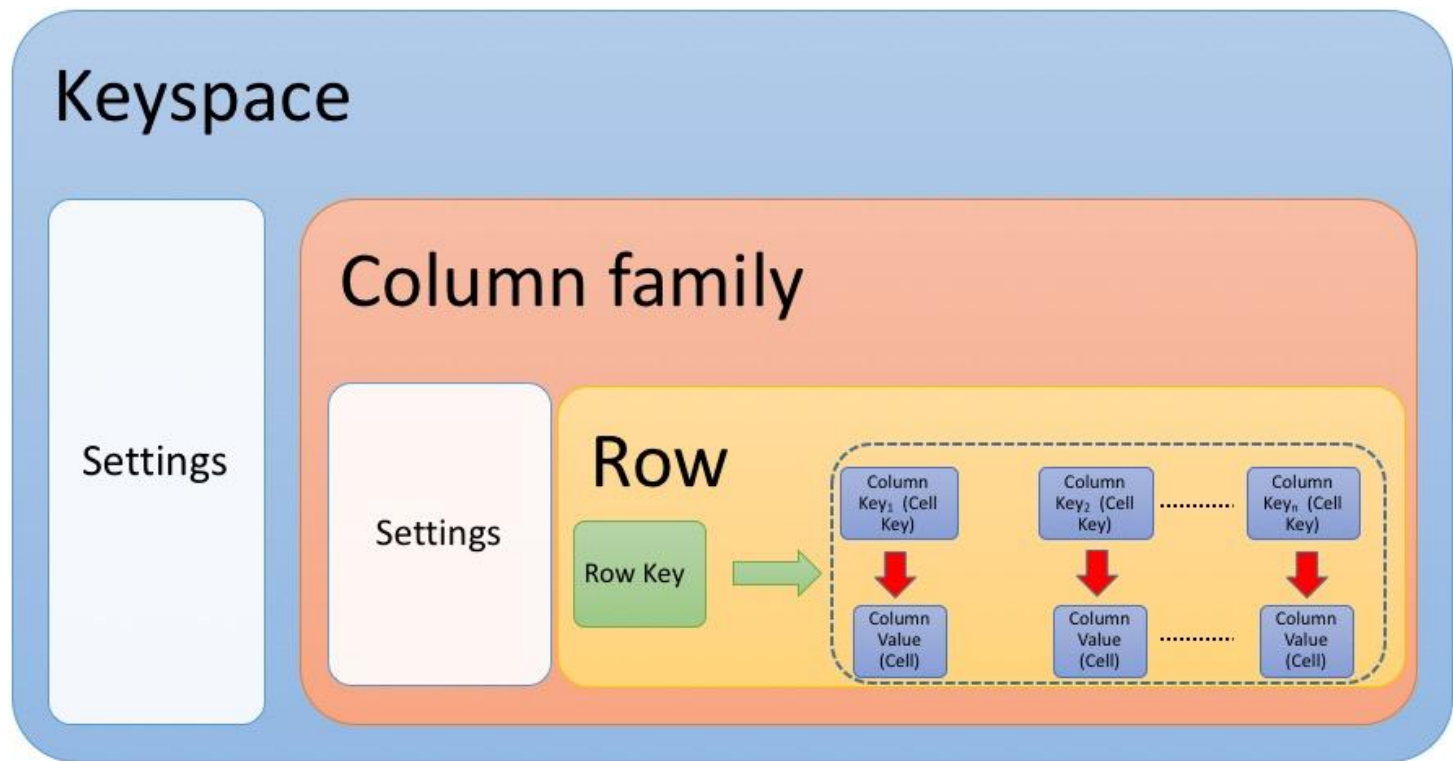 Keyspace
Settings
Column family
Settings
Row
Row Key
Column
Key₁ (Cell
Key)
Column
Key₂ (Cell
Key)
Column
Keyₙ (Cell
Key)
Column
Value
(Cell)
Column
Value
(Cell)
Column
Value
(Cell)